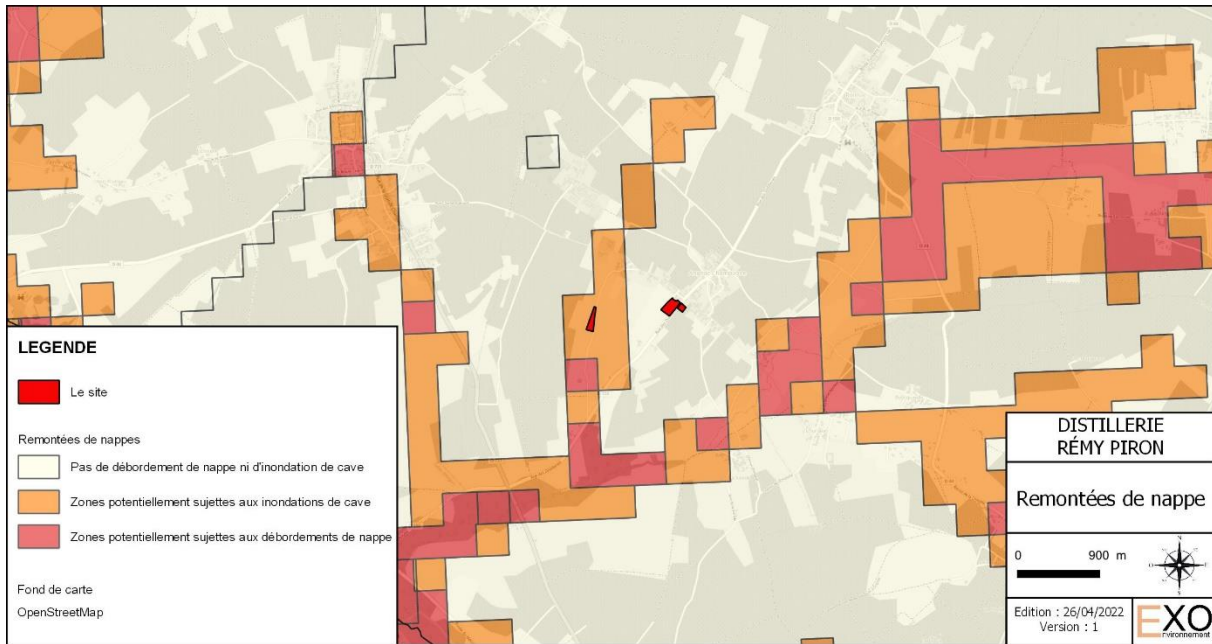 LEGENDE
Le site
Remontées de nappes
Pas de débordement de nappe ni d'inondation de cave
Zones potentiellement sujettes aux inondations de cave
Zones potentiellement sujettes aux débordements de nappe
Fond de carte
OpenStreetMap
DISTILLERIE
RÉMY PIRON
Remontées de nappe
0 900 m
Edition : 26/04/2022
Version : 1
EXO
nvironnement